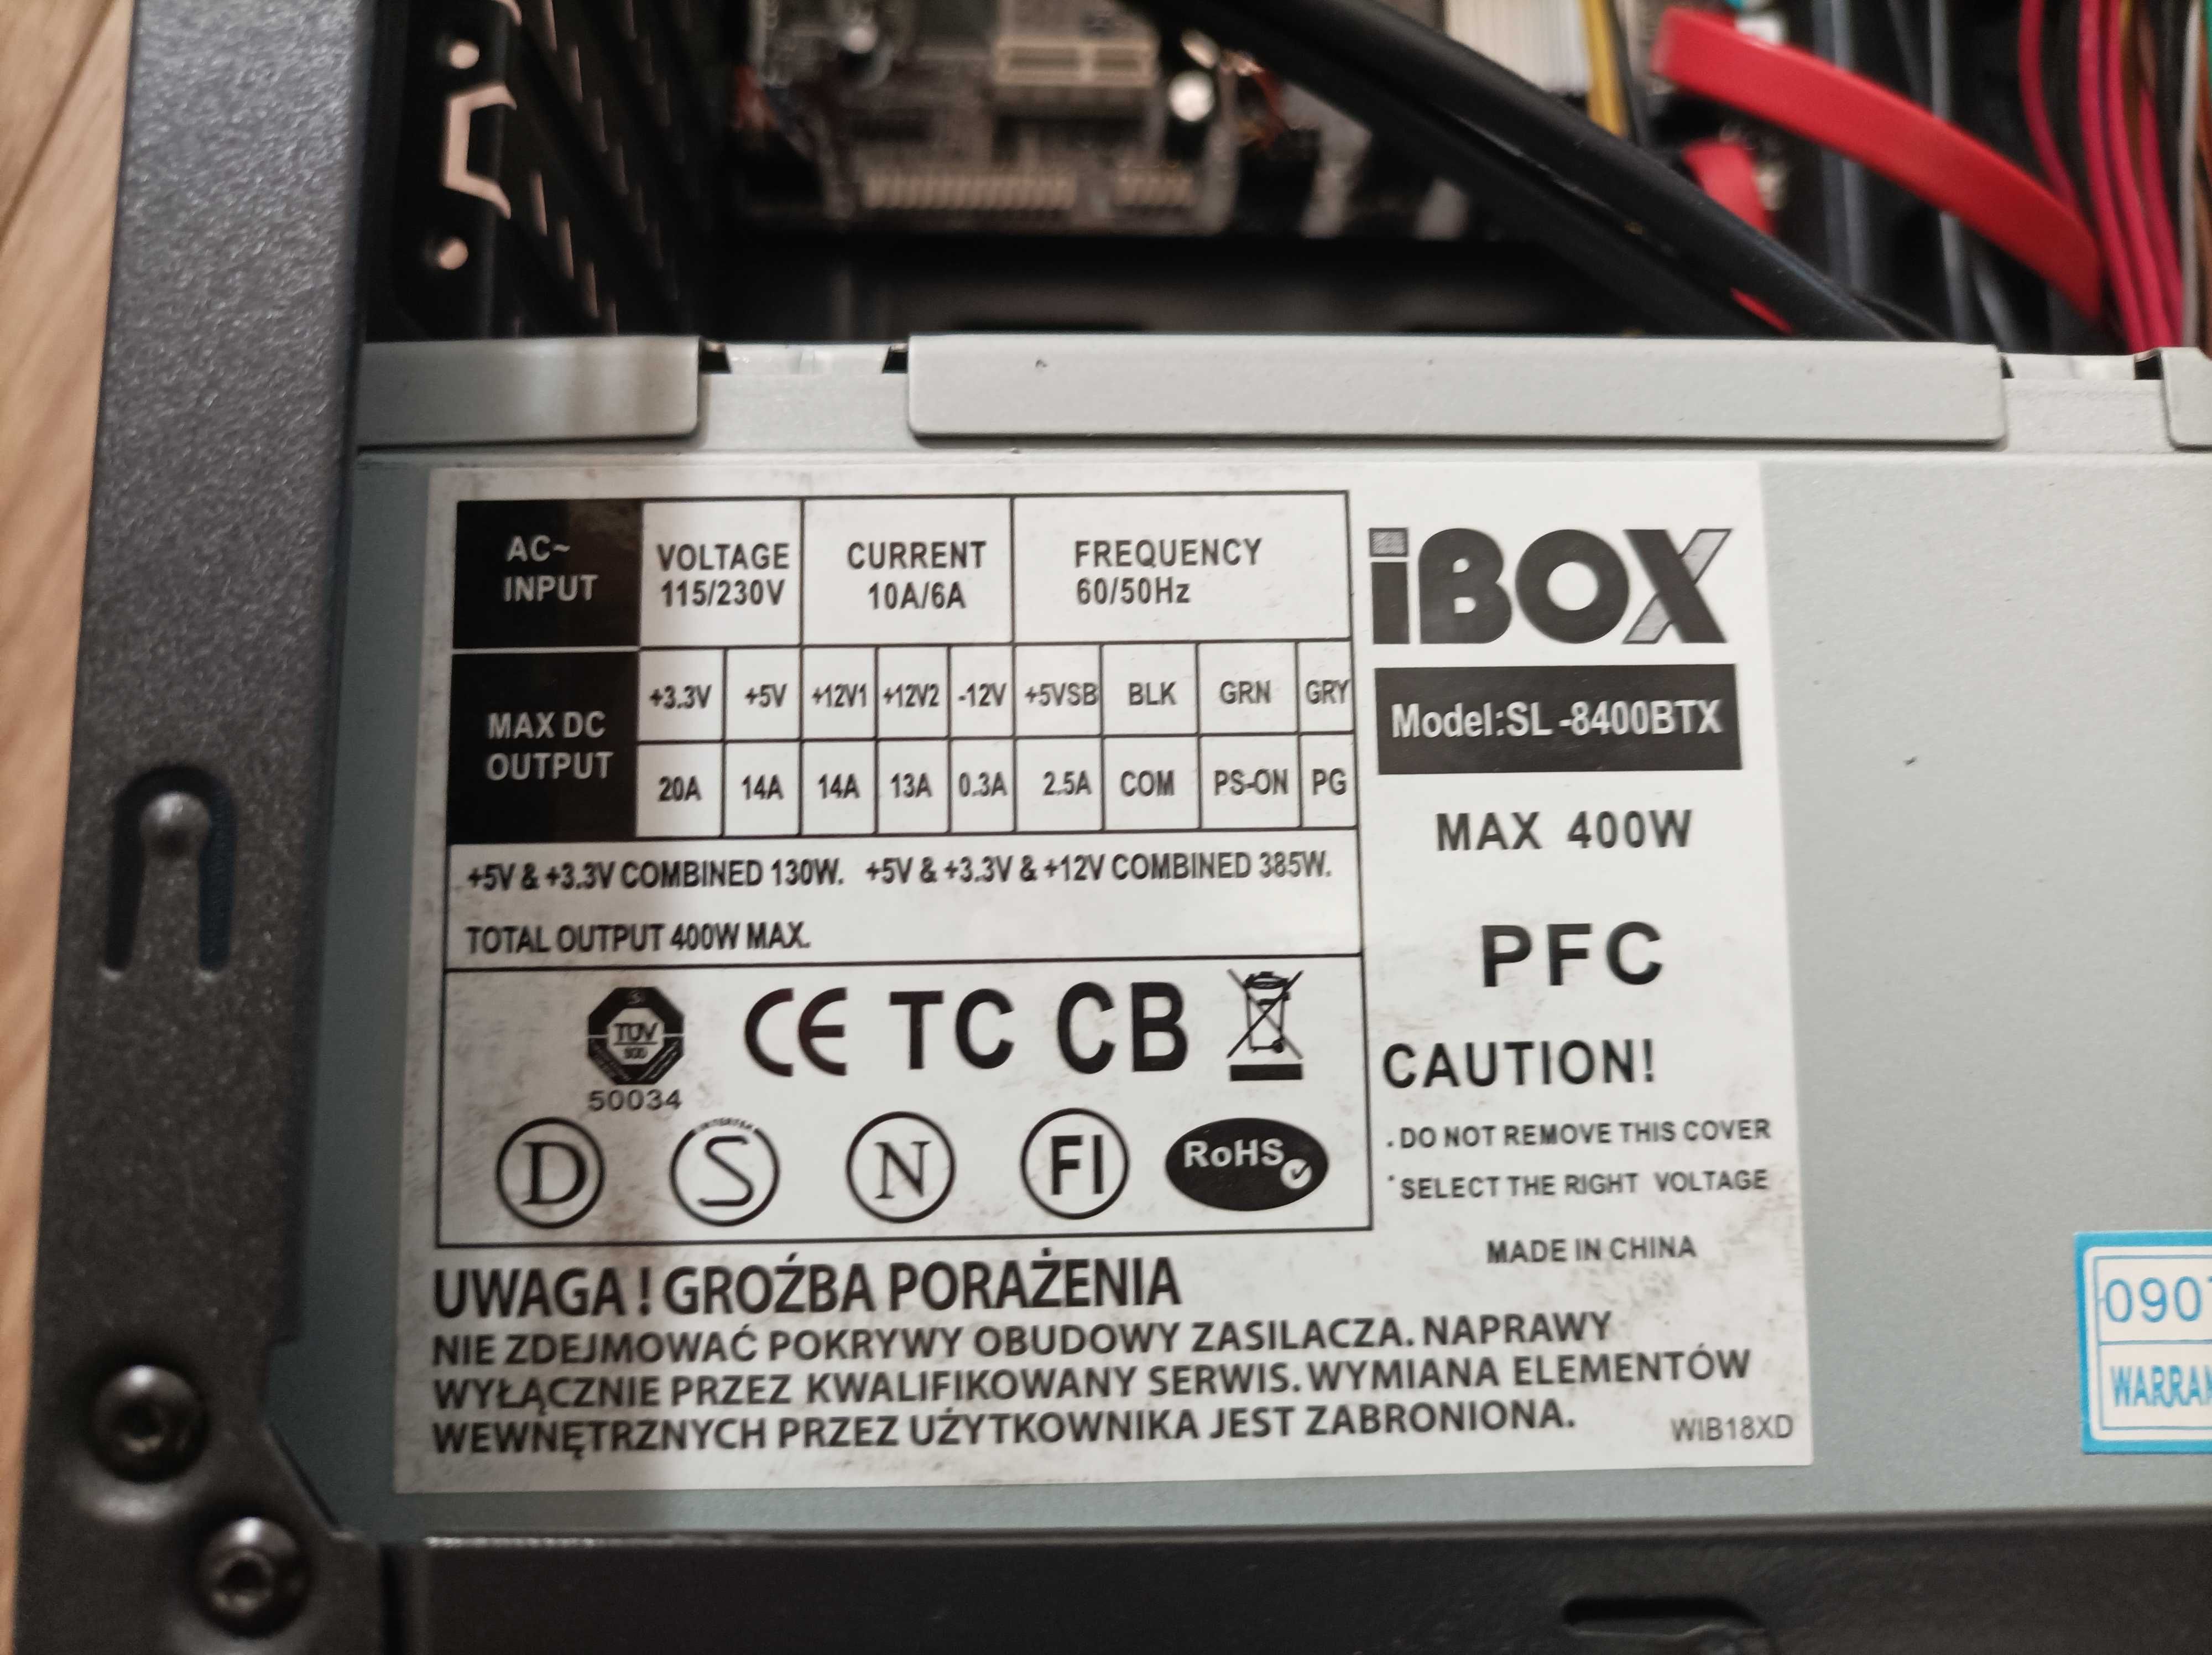 AC~ INPUT
VOLTAGE 115/230V
CURRENT 10A/6A
FREQUENCY 60/50Hz
MAX DC OUTPUT
+3.3V +5V +12V1 +12V2 -12V +5VSB BLK GRN GRY
20A 14A 14A 13A 0.3A 2.5A COM PS-ON PG
+5V & +3.3V COMBINED 130W. +5V & +3.3V & +12V COMBINED 385W.
TOTAL OUTPUT 400W MAX.
TÜV
50034
CE TC CB
D S N FI RoHS
iBOX
Model:SL-8400BTX
MAX 400W
PFC
CAUTION!
. DO NOT REMOVE THIS COVER
* SELECT THE RIGHT VOLTAGE
MADE IN CHINA
UWAGA ! GROŹBA PORAŻENIA
NIE ZDEJMOWAĆ POKRYWY OBUDOWY ZASILACZA. NAPRAWY
WYŁĄCZNIE PRZEZ KWALIFIKOWANY SERWIS. WYMIANA ELEMENTÓW
WEWNĘTRZNYCH PRZEZ UŻYTKOWNIKA JEST ZABRONIONA.
WIB18XD
090